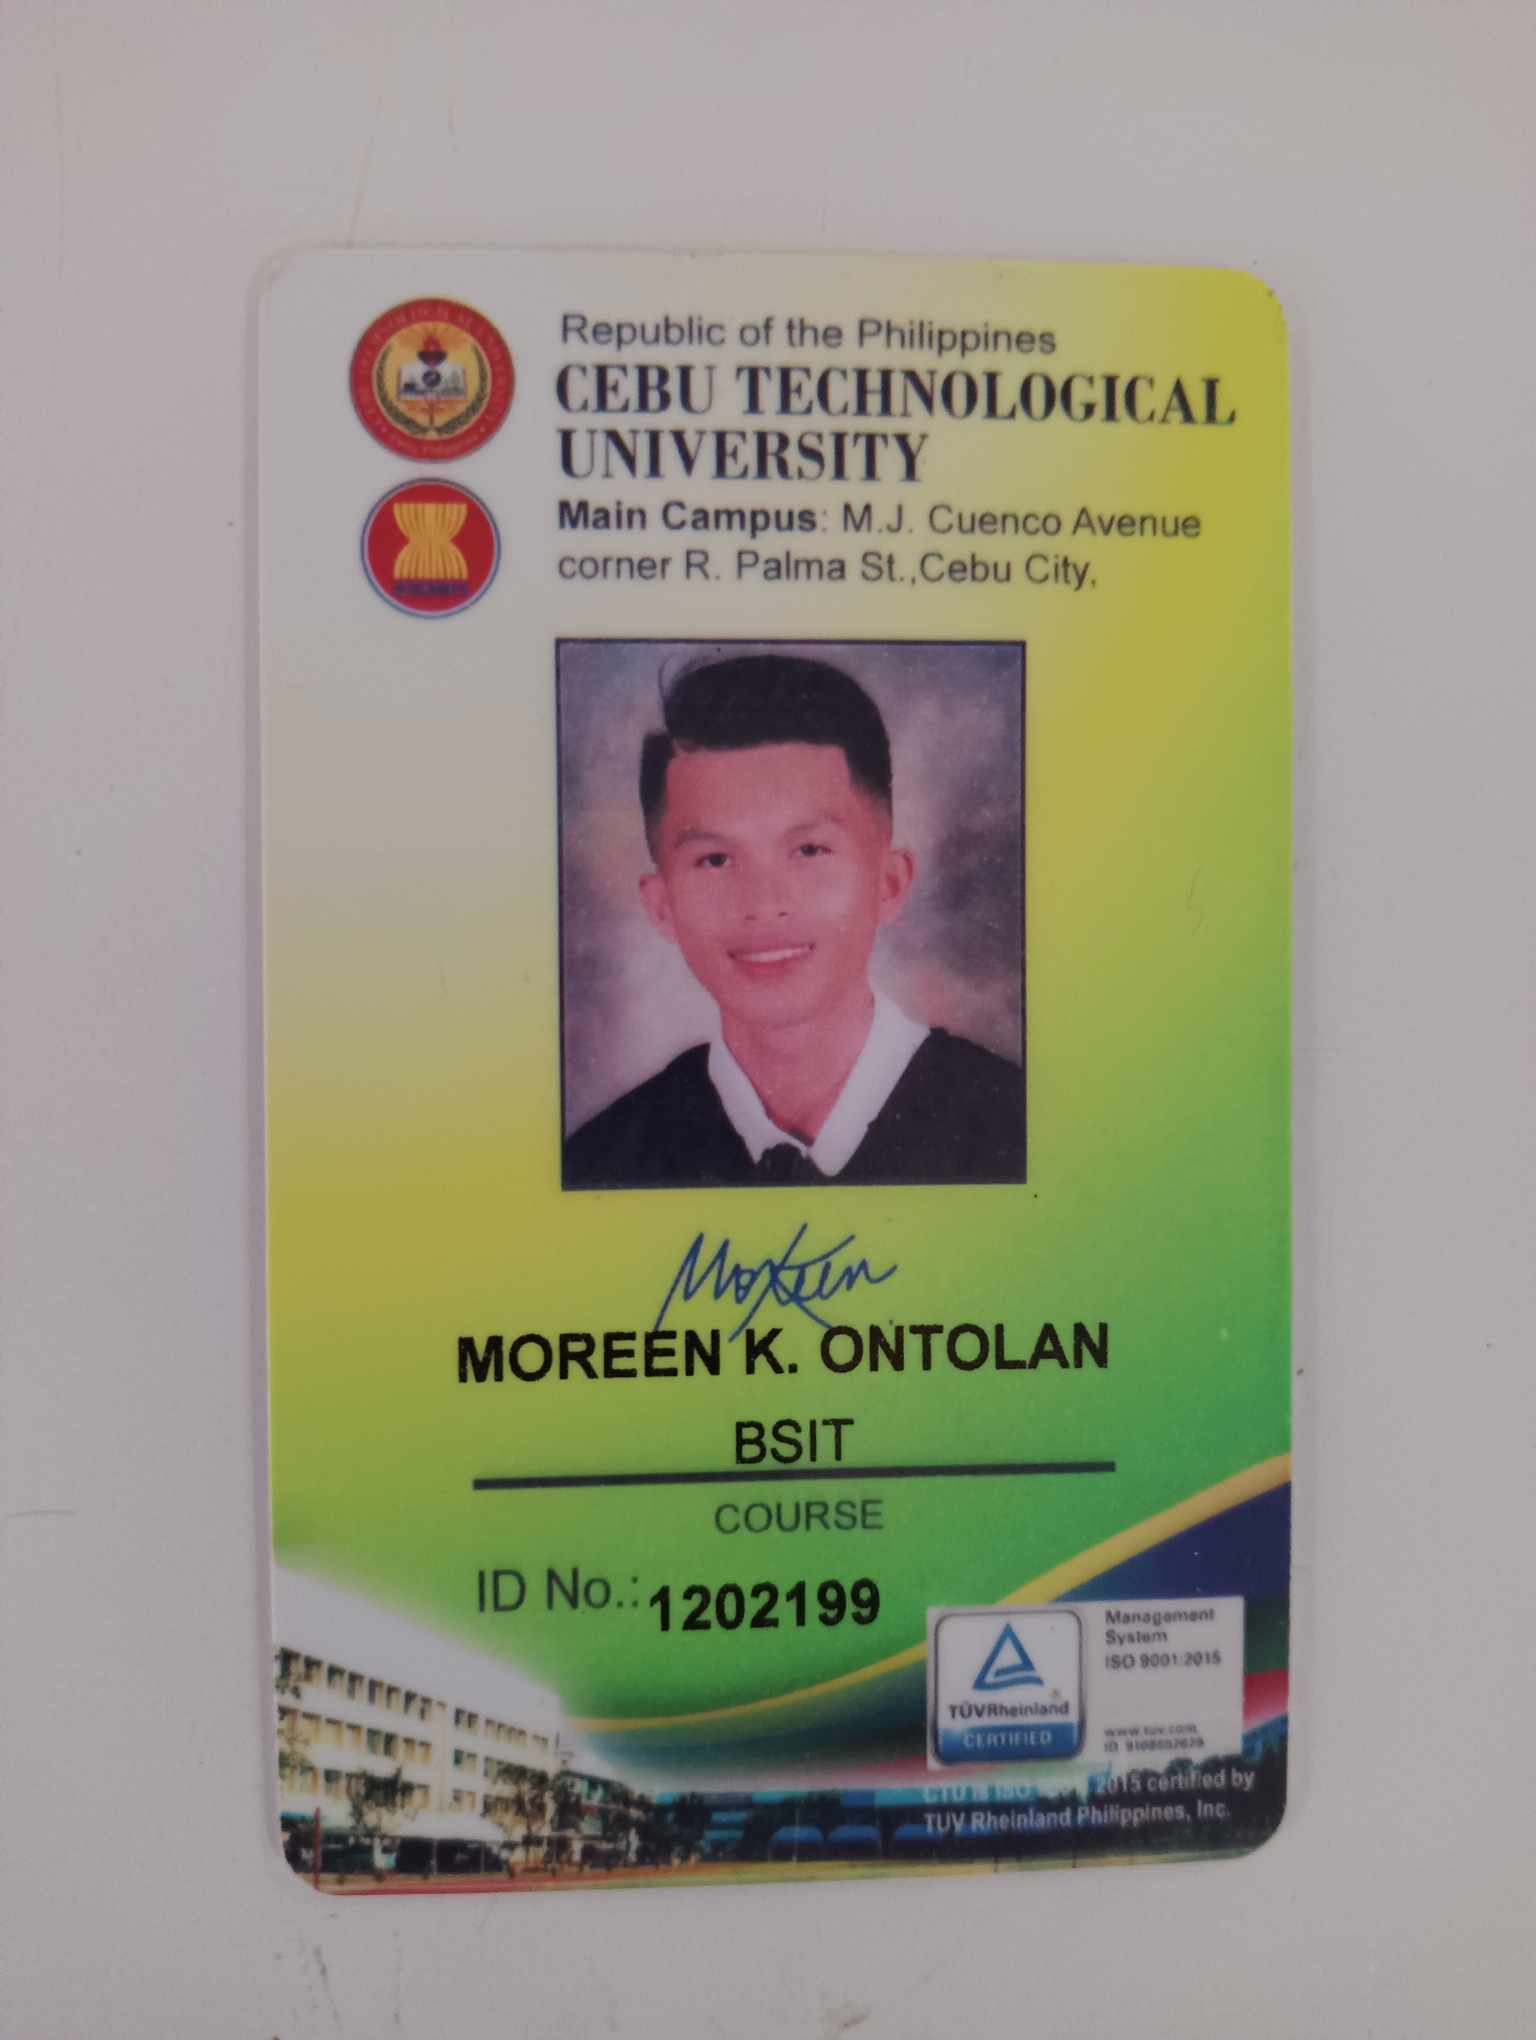 Republic of the Philippines
CEBU TECHNOLOGICAL
UNIVERSITY
Main Campus: M.J. Cuenco Avenue
corner R. Palma St.,Cebu City,
Moreen
MOREEN K. ONTOLAN
BSIT
COURSE
ID No.: 1202199
Management
System
ISO 9001:2015
TÜVRheinland
CERTIFIED
www.tuv.com
ID
CTU is ISO 2015 certified by
TUV Rheinland Philippines, Inc.